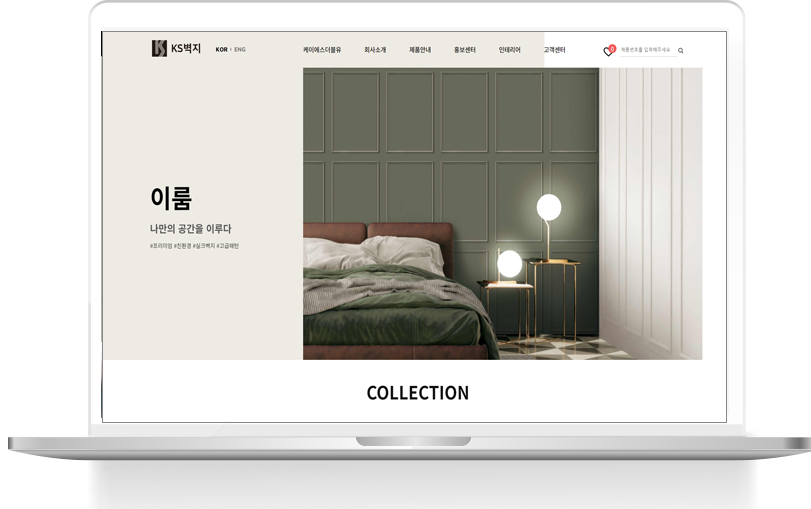 KS벽지
KOR | ENG
케이에스더블유 회사소개 제품안내 홍보센터 인테리어 고객센터
0 제품번호를 입력해주세요
이룸
나만의 공간을 이루다
#프리미엄 #친환경 #실크벽지 #고급패턴
COLLECTION